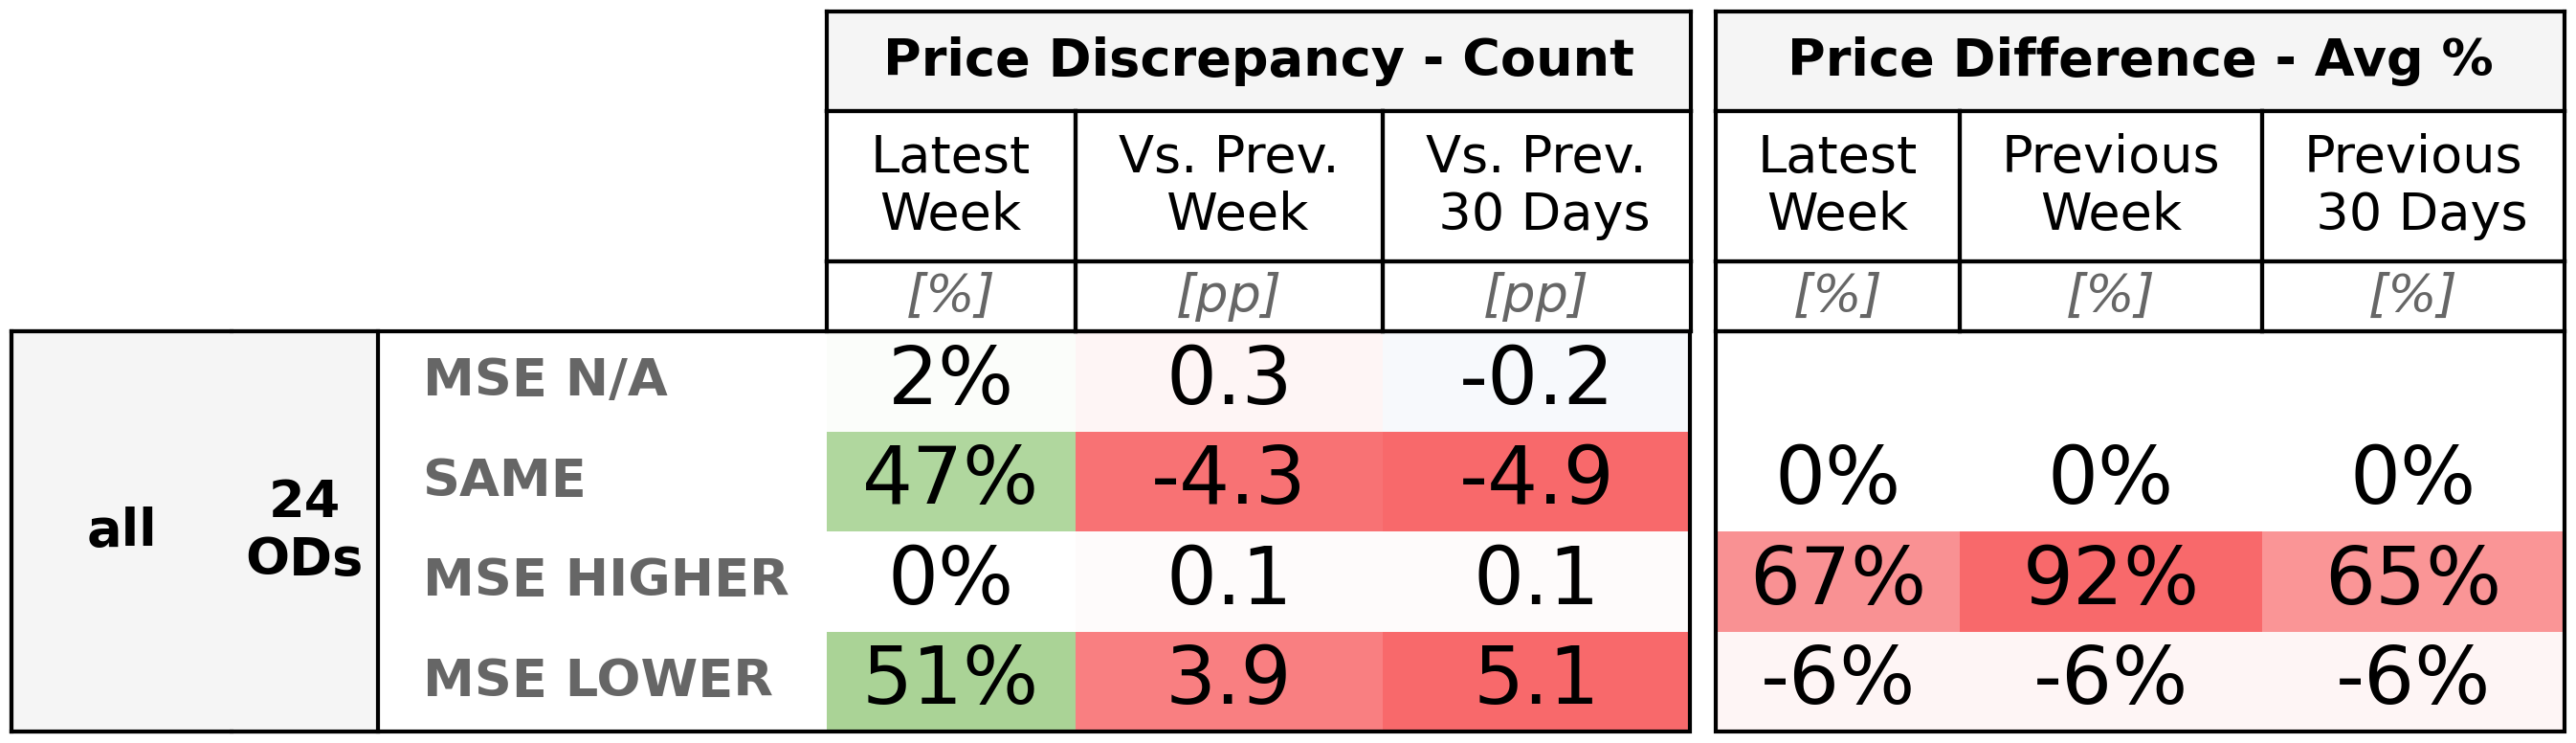 Price Discrepancy - Count
Price Difference - Avg %
Latest Week
Vs. Prev. Week
Vs. Prev. 30 Days
Latest Week
Previous Week
Previous 30 Days
[%] [pp] [pp] [%] [%] [%]
all
24 ODs
MSE N/A 2% 0.3 -0.2
SAME 47% -4.3 -4.9 0% 0% 0%
MSE HIGHER 0% 0.1 0.1 67% 92% 65%
MSE LOWER 51% 3.9 5.1 -6% -6% -6%